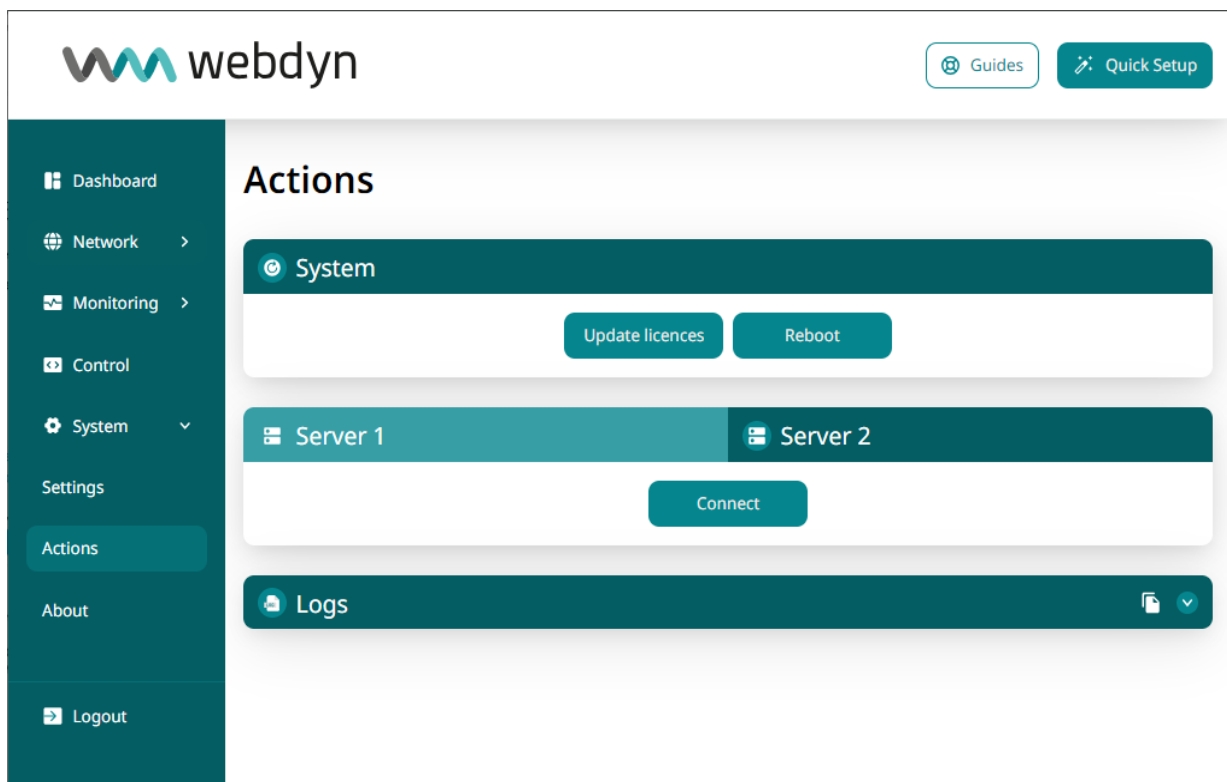 webdyn
Guides
Quick Setup
Dashboard
Network
Monitoring
Control
System
Settings
Actions
About
Logout
Actions
System
Update licences
Reboot
Server 1
Server 2
Connect
Logs